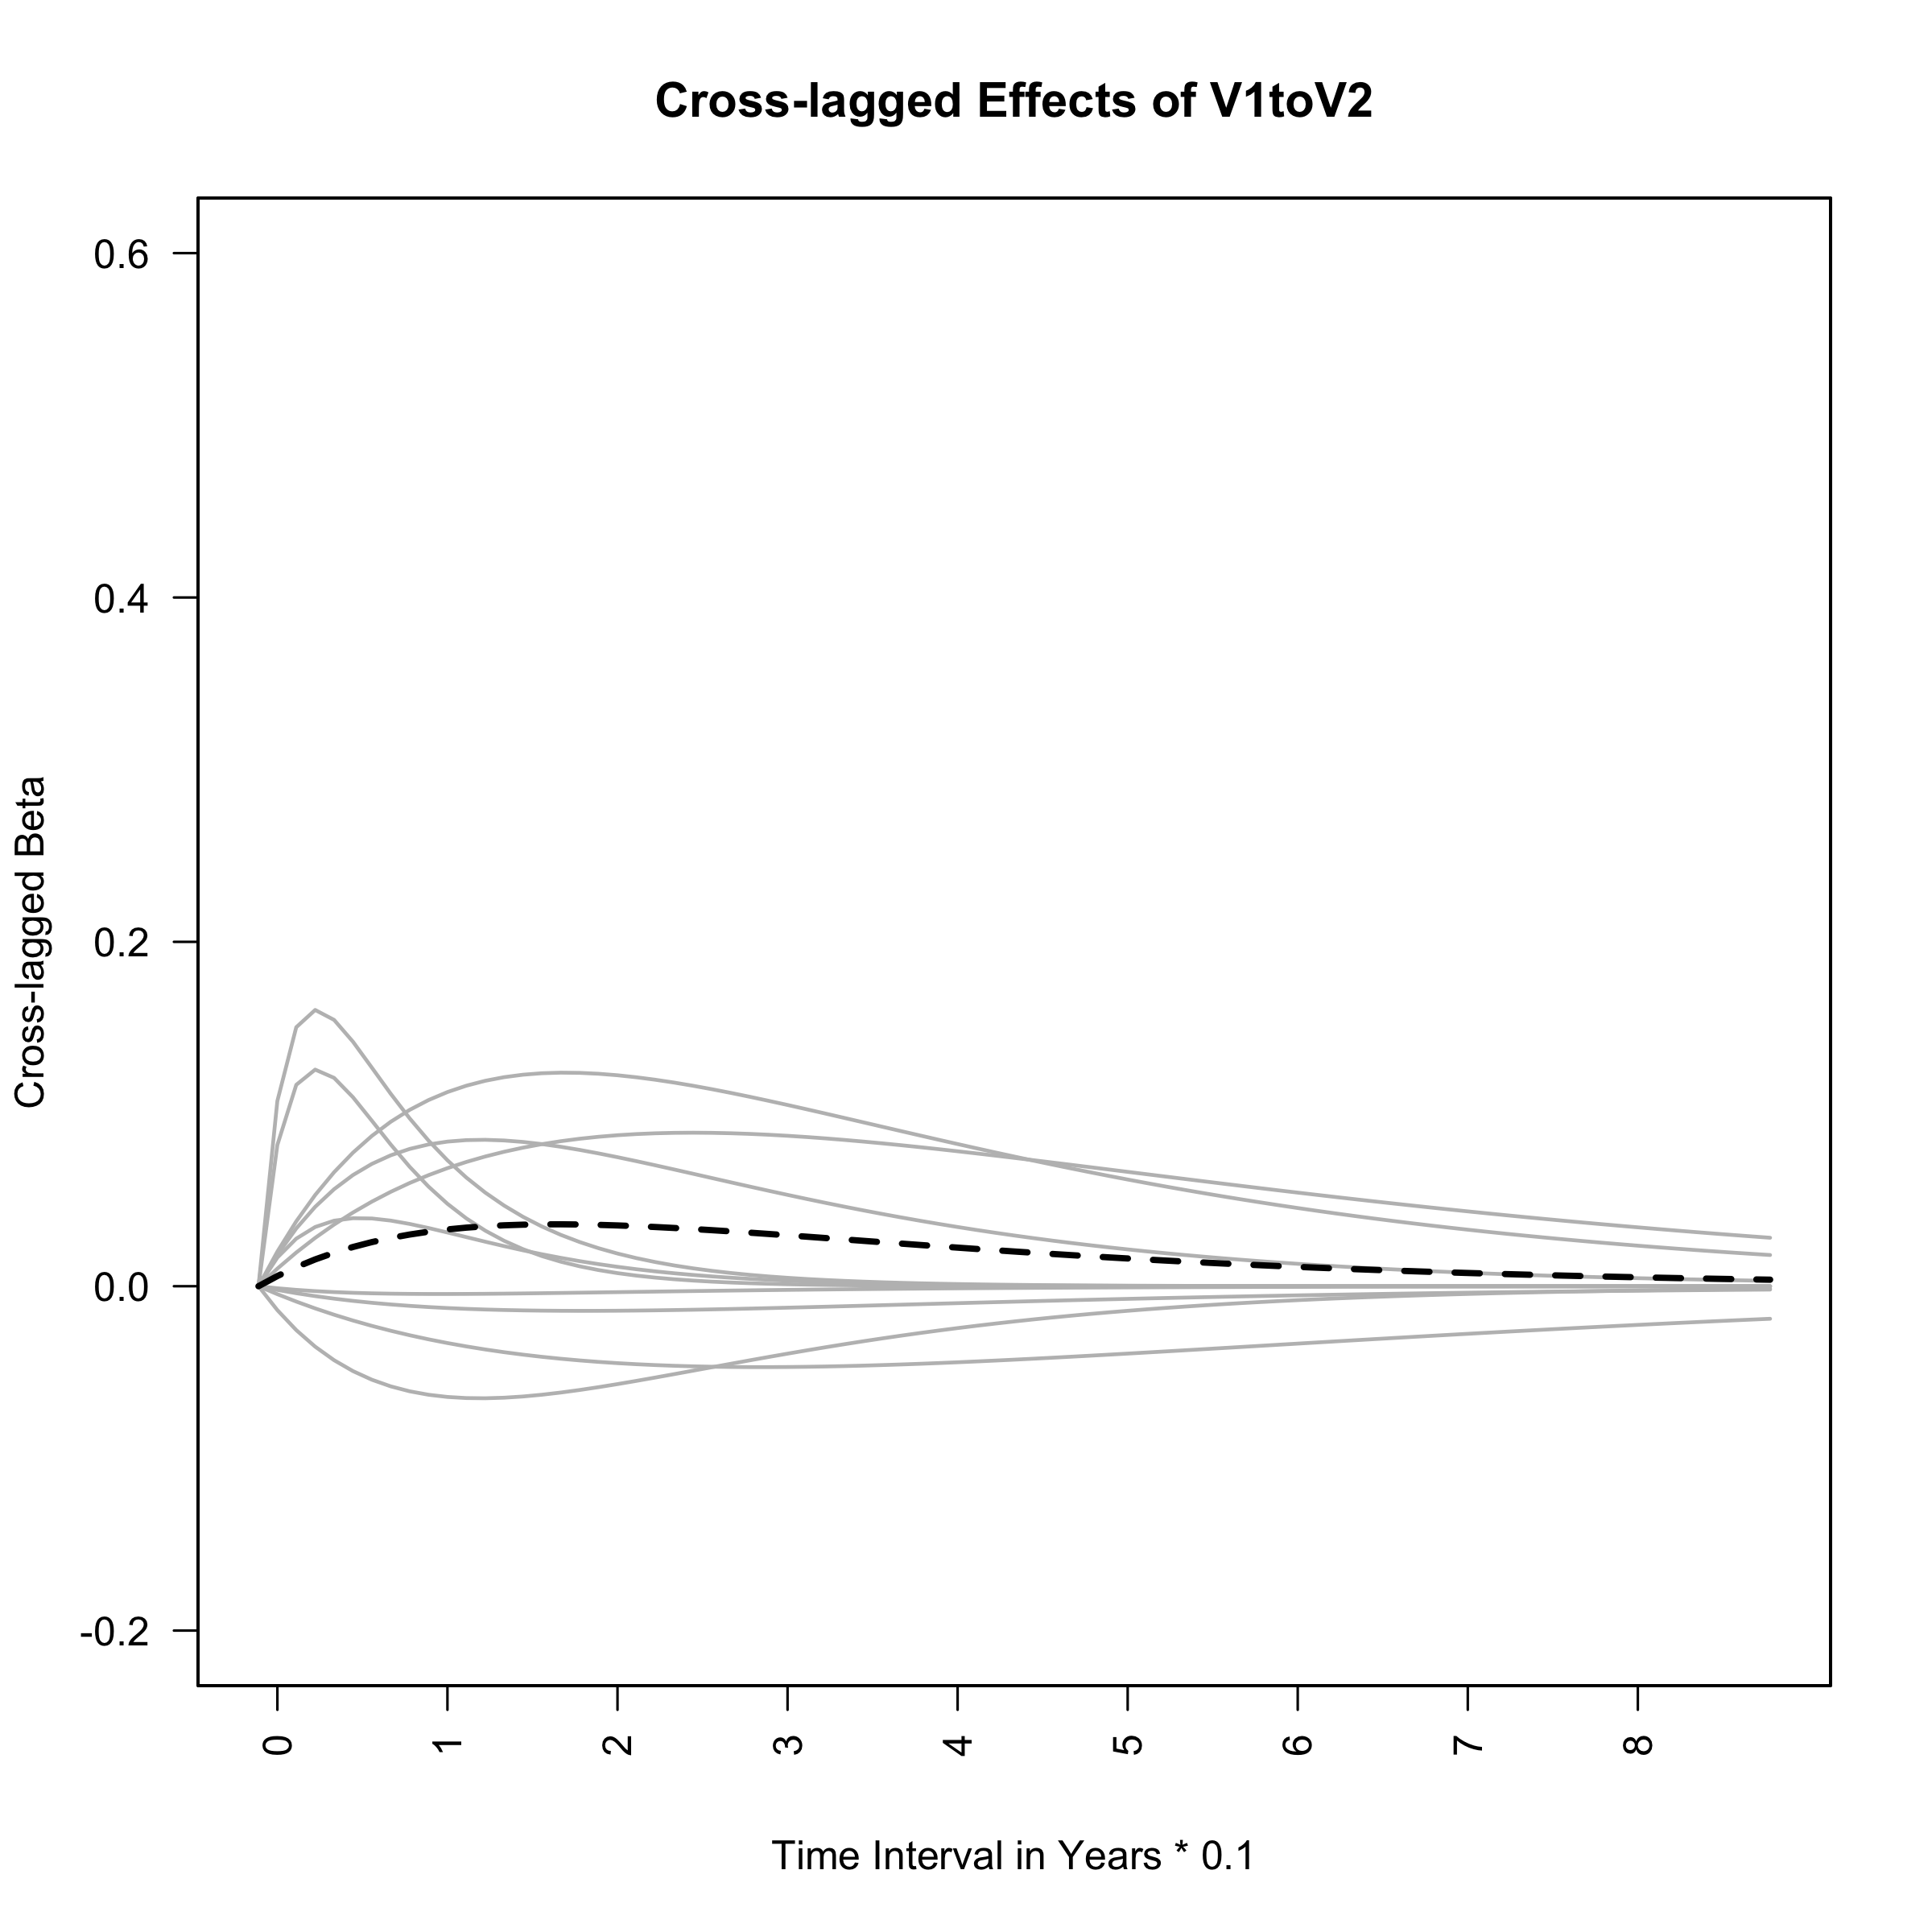 Cross-lagged Effects of V1toV2
Cross-lagged Beta
0.6
0.4
0.2
0.0
-0.2
0 1 2 3 4 5 6 7 8
Time Interval in Years * 0.1